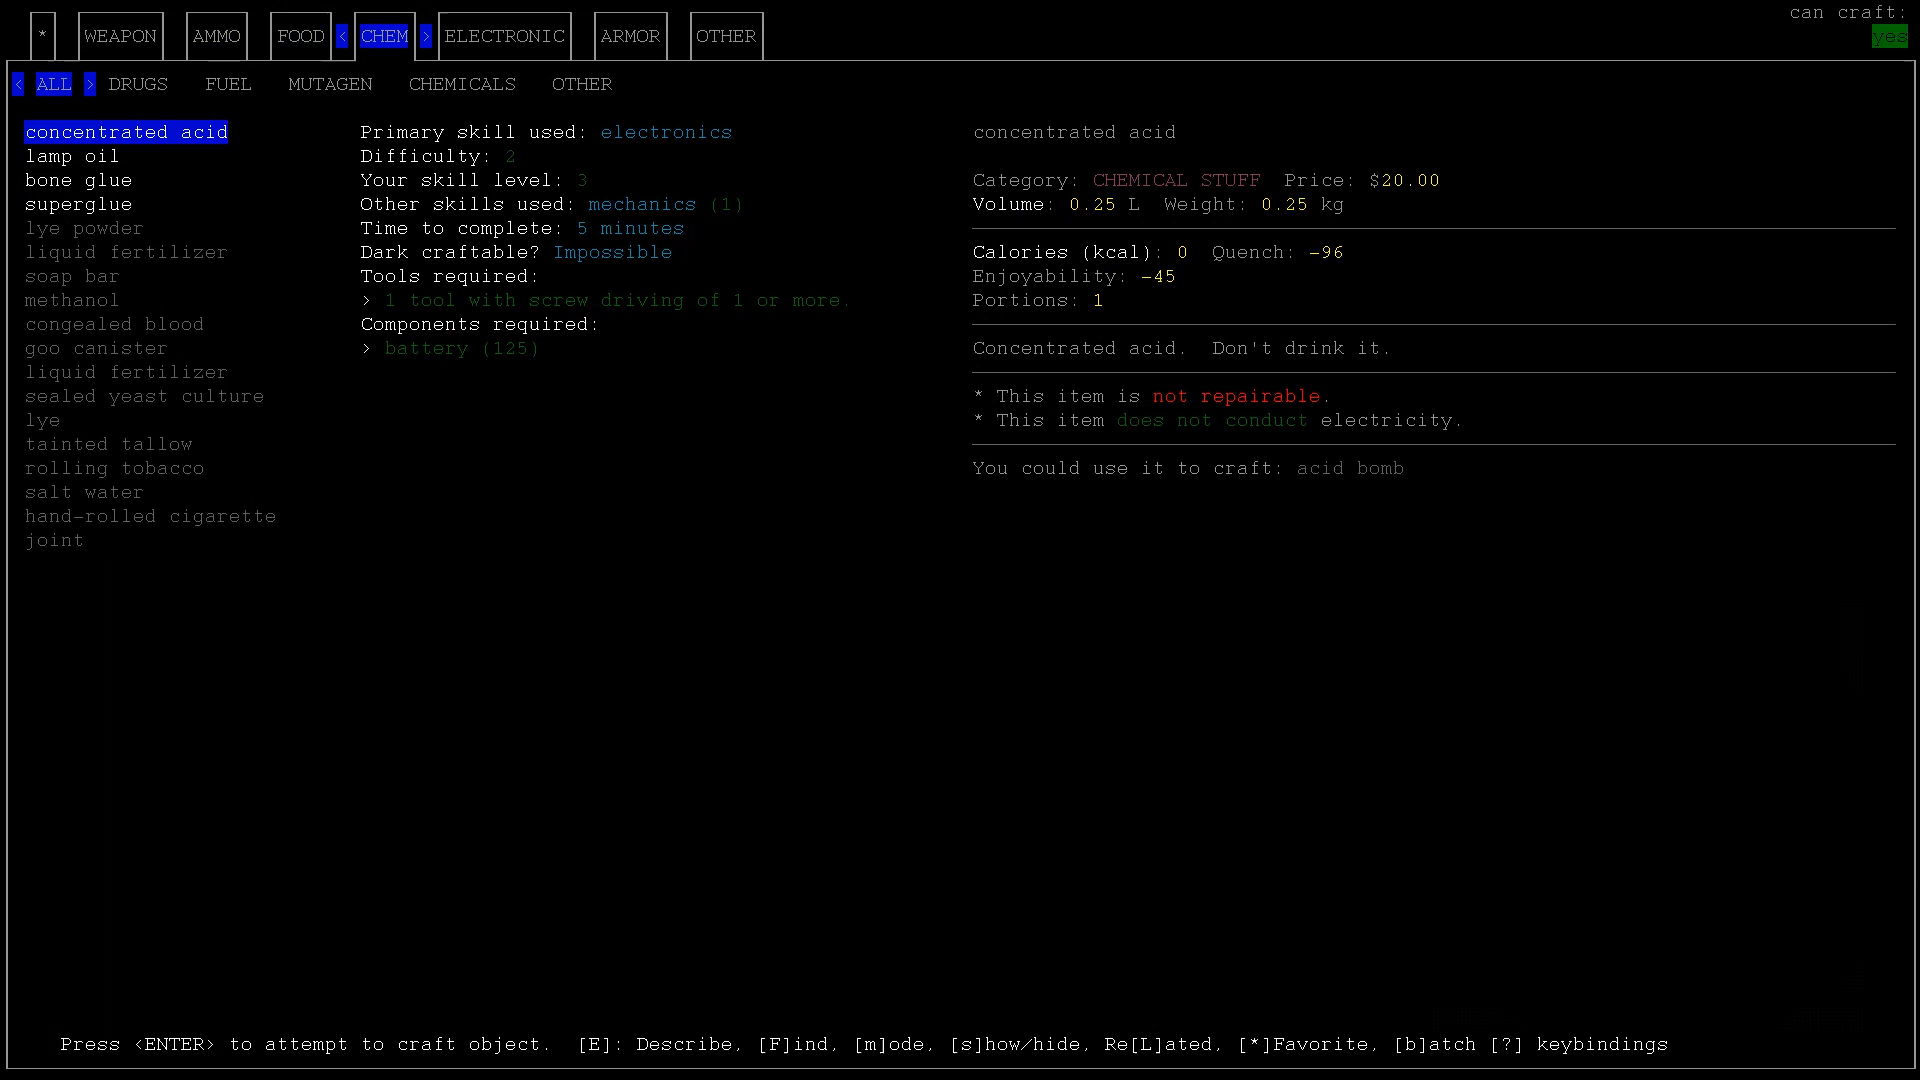 can craft:
* WEAPON AMMO FOOD < CHEM > ELECTRONIC ARMOR OTHER yes
< ALL > DRUGS FUEL MUTAGEN CHEMICALS OTHER
concentrated acid Primary skill used: electronics concentrated acid
lamp oil Difficulty: 2
bone glue Your skill level: 3 Category: CHEMICAL STUFF Price: $20.00
superglue Other skills used: mechanics (1) Volume: 0.25 L Weight: 0.25 kg
lye powder Time to complete: 5 minutes
liquid fertilizer Dark craftable? Impossible Calories (kcal): 0 Quench: -96
soap bar Tools required: Enjoyability: -45
methanol > 1 tool with screw driving of 1 or more. Portions: 1
congealed blood Components required:
goo canister > battery (125) Concentrated acid. Don't drink it.
liquid fertilizer
sealed yeast culture * This item is not repairable.
lye * This item does not conduct electricity.
tainted tallow
rolling tobacco You could use it to craft: acid bomb
salt water
hand-rolled cigarette
joint
Press <ENTER> to attempt to craft object. [E]: Describe, [F]ind, [m]ode, [s]how/hide, Re[L]ated, [*]Favorite, [b]atch [?] keybindings